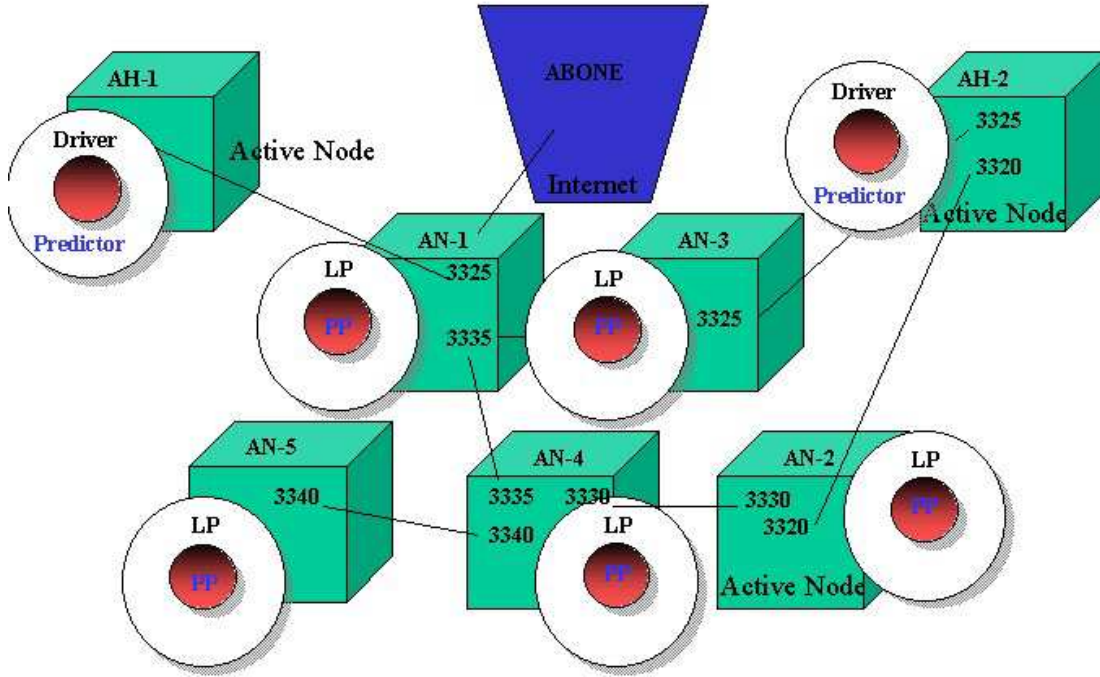 AH-1
Driver
Predictor
Active Node
ABONE
Internet
AH-2
Driver
Predictor
3325
3320
Active Node
AN-1
LP
PP
3325
3335
AN-3
LP
PP
3325
AN-5
3340
LP
PP
AN-4
3335
3330
3340
LP
PP
AN-2
3330
3320
Active Node
LP
PP